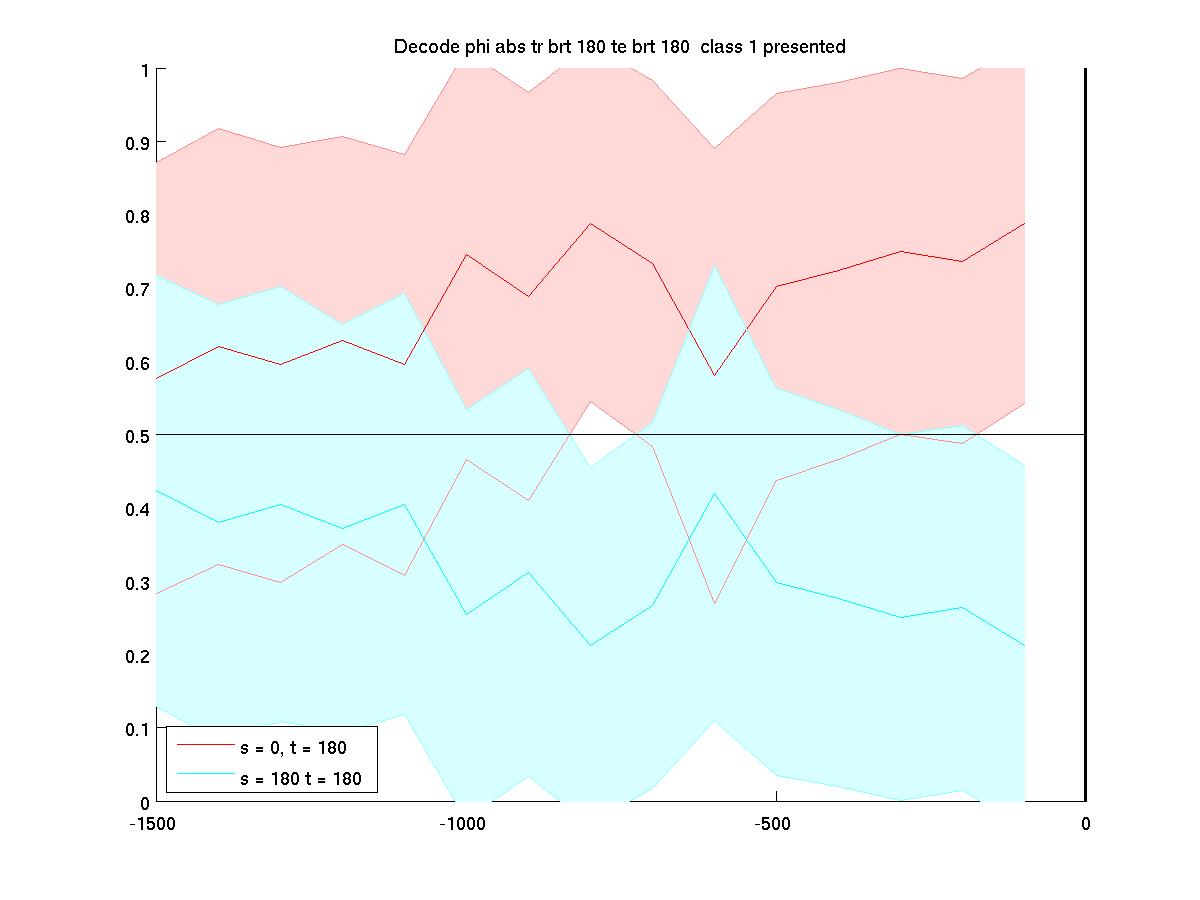 Decode phi abs tr brt 180 te brt 180  class 1 presented
1
0.9
0.8
0.7
0.6
0.5
0.4
0.3
0.2
0.1
0
s = 0, t = 180
s = 180 t = 180
-1500 -1000 -500 0